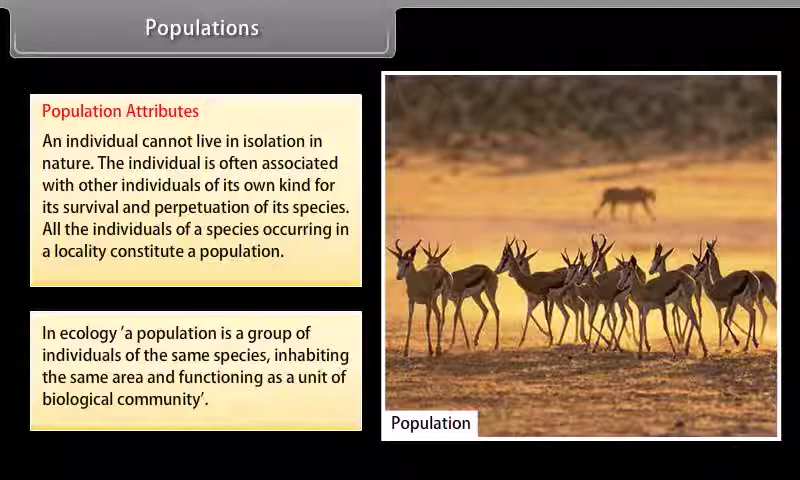 Populations
Population Attributes
An individual cannot live in isolation in
nature. The individual is often associated
with other individuals of its own kind for
its survival and perpetuation of its species.
All the individuals of a species occurring in
a locality constitute a population.
In ecology 'a population is a group of
individuals of the same species, inhabiting
the same area and functioning as a unit of
biological community'.
Population